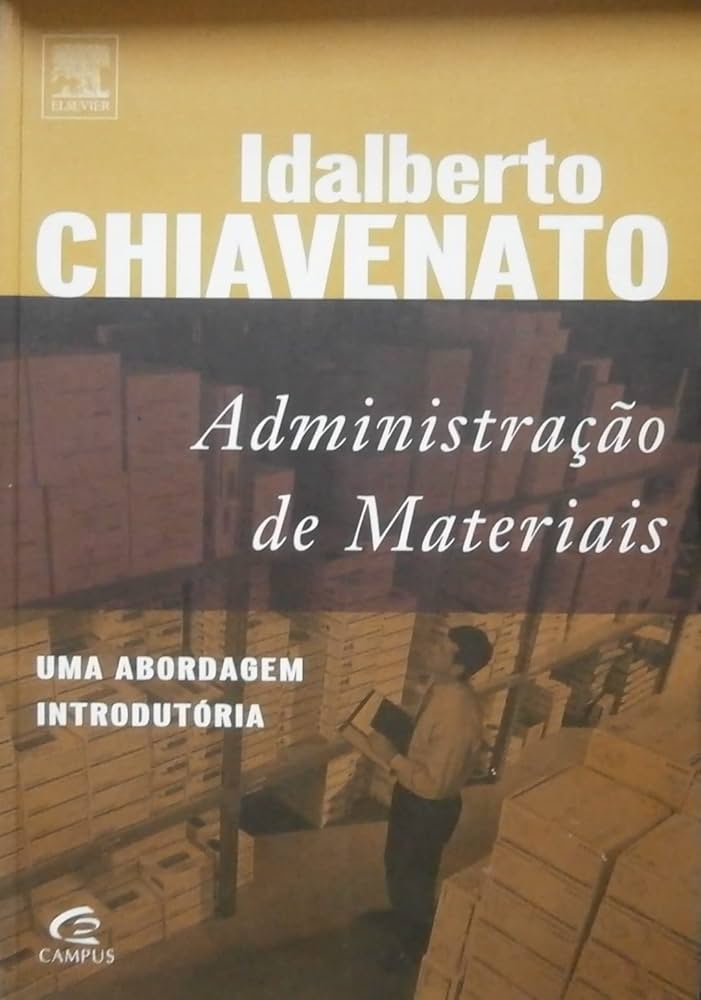 ELSEVIER
Idalberto
CHIAVENATO
Administração
de Materiais
UMA ABORDAGEM
INTRODUTÓRIA
CAMPUS